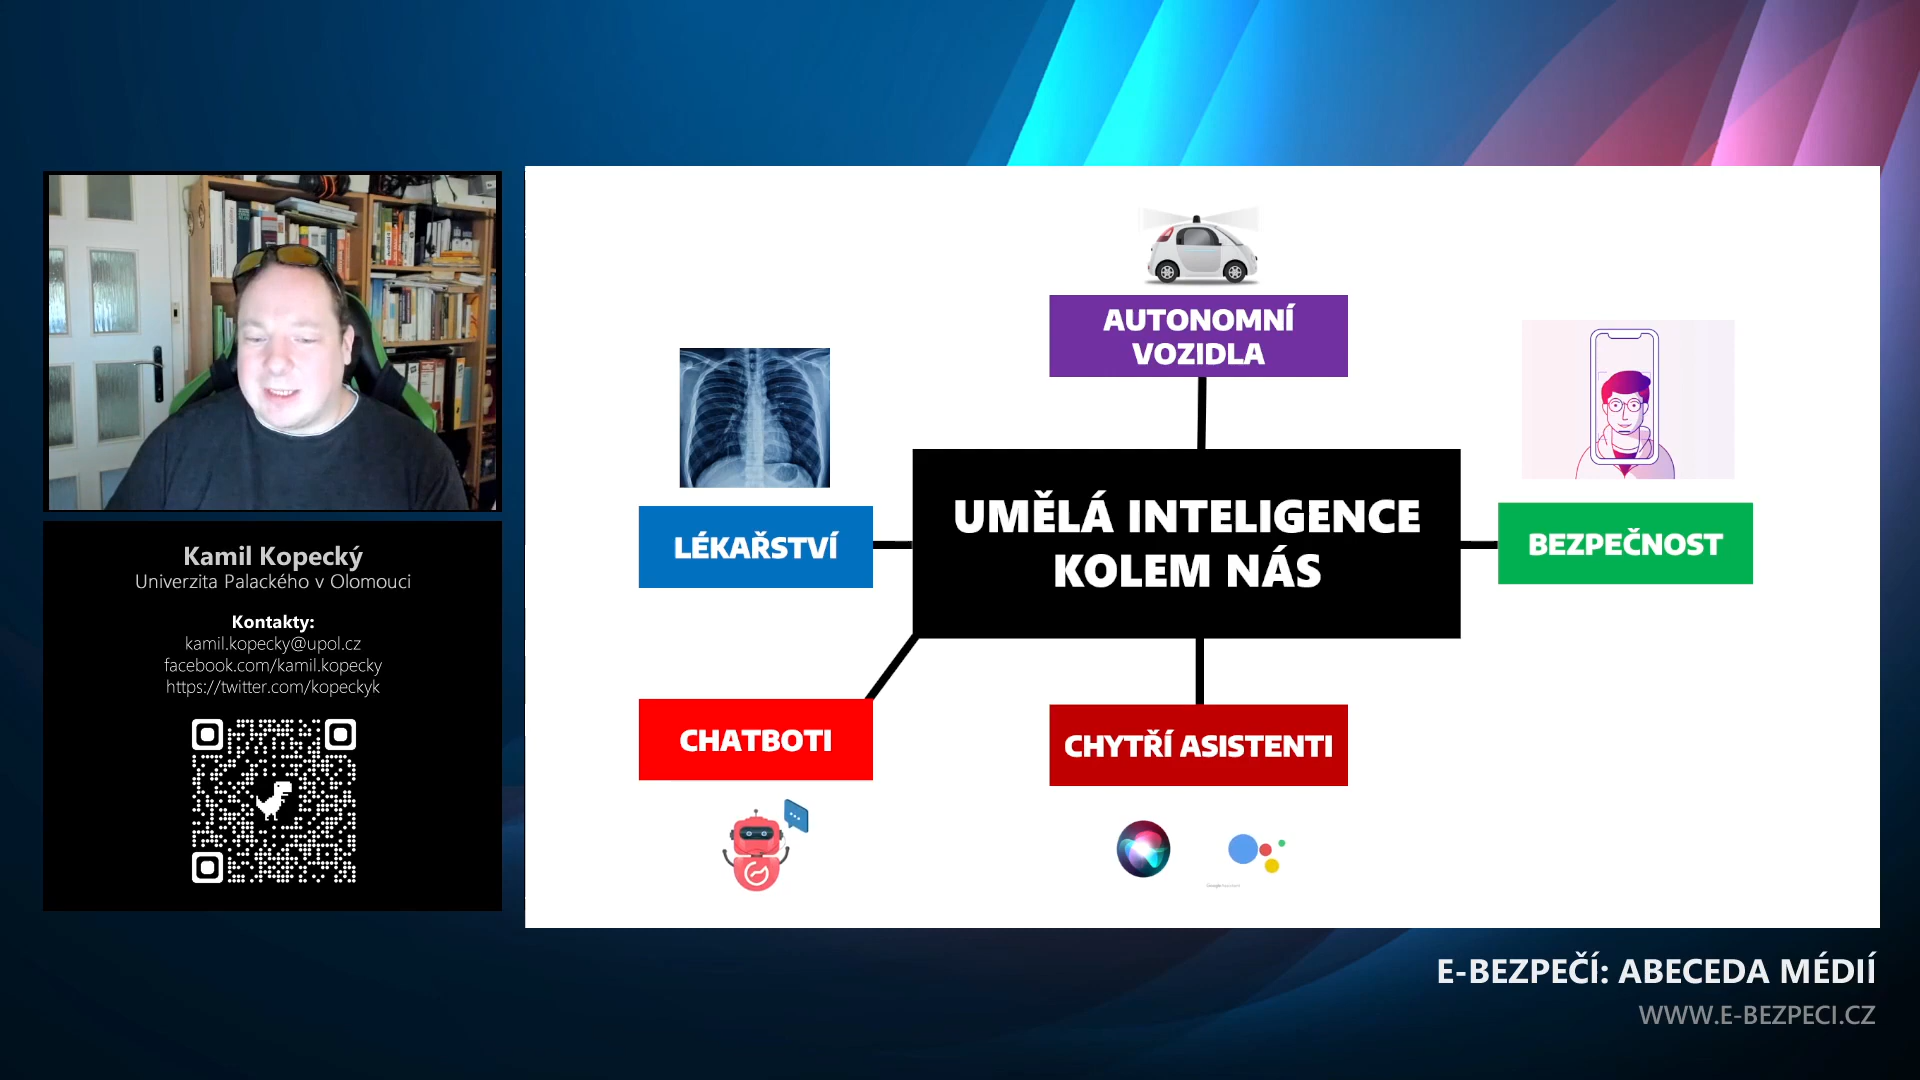 Kamil Kopecký
Univerzita Palackého v Olomouci
Kontakty:
kamil.kopecky@upol.cz
facebook.com/kamil.kopecky
https://twitter.com/kopeckyk
AUTONOMNÍ
VOZIDLA
LÉKAŘSTVÍ
UMĚLÁ INTELIGENCE
KOLEM NÁS
BEZPEČNOST
CHATBOTI
CHYTŘÍ ASISTENTI
E-BEZPEČÍ: ABECEDA MÉDIÍ
WWW.E-BEZPECI.CZ